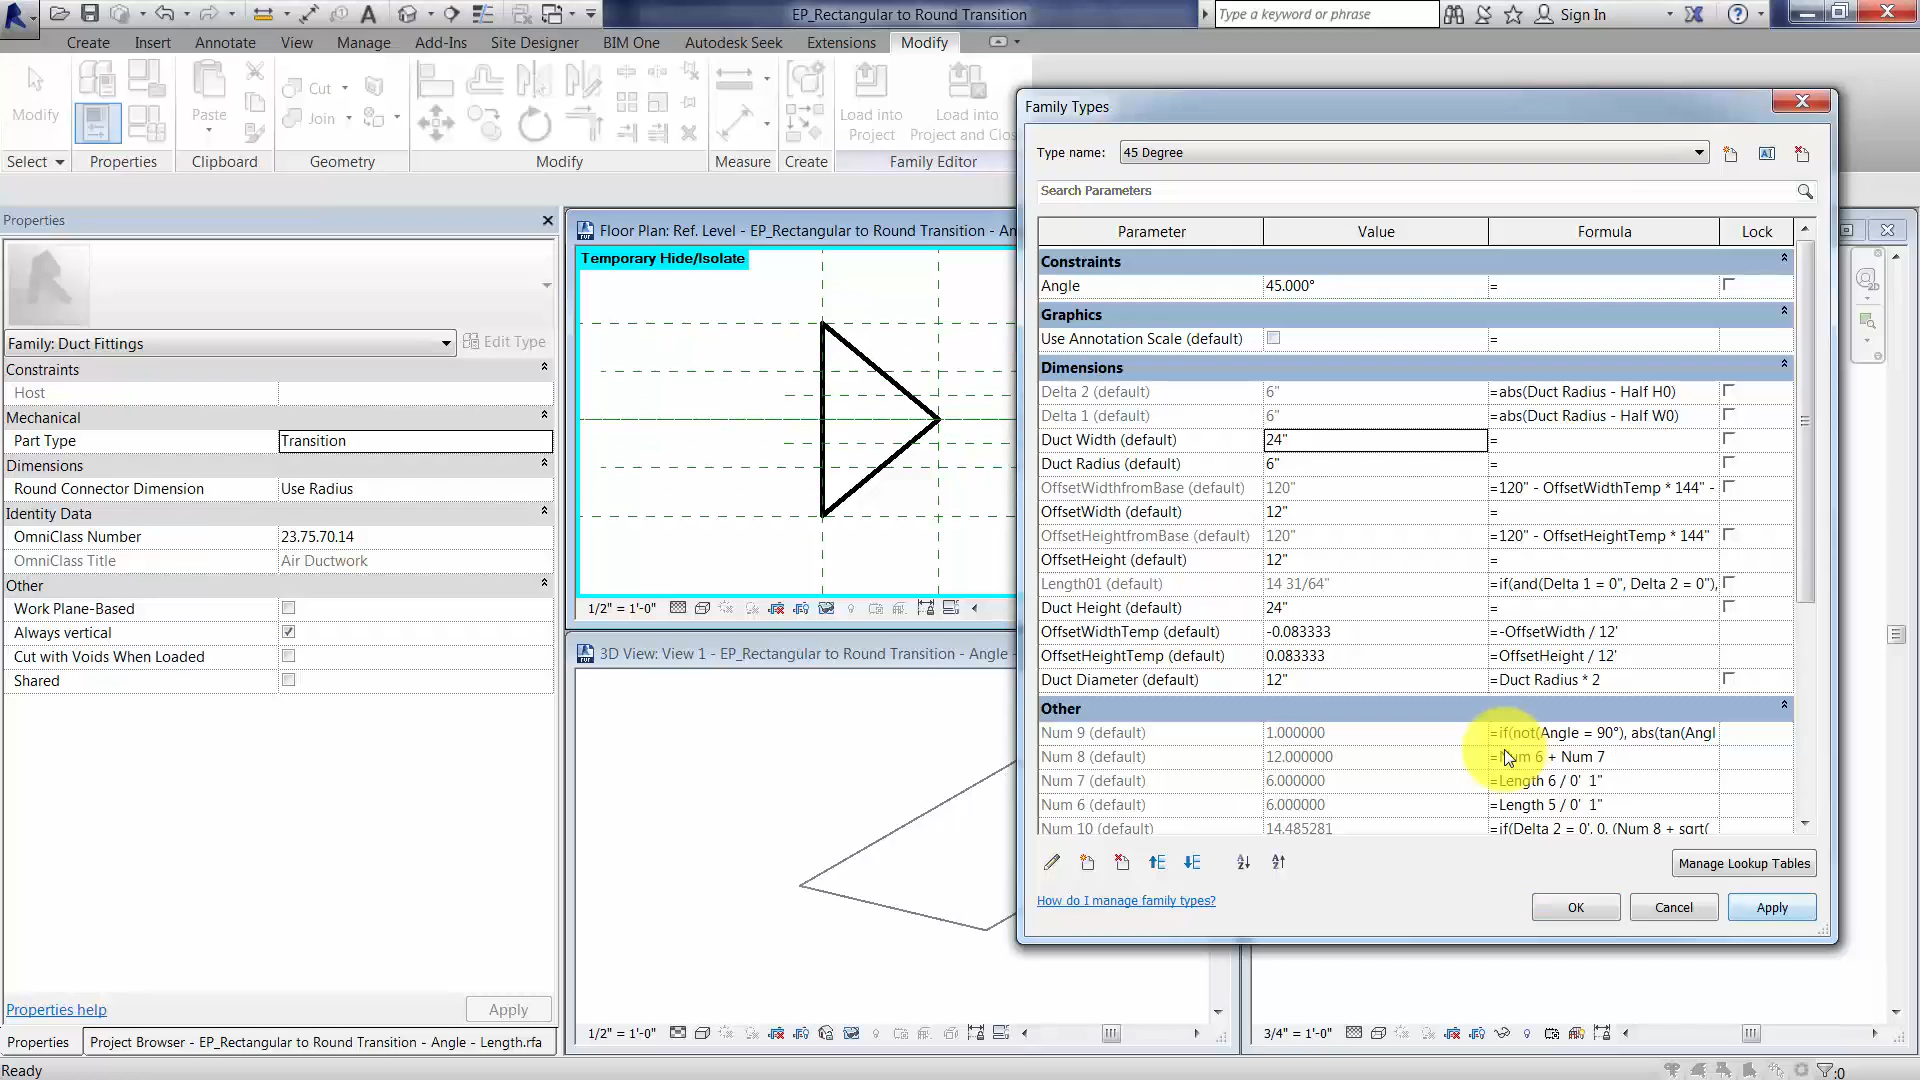 EP_Rectangular to Round Transition
Type a keyword or phrase
Sign In
Create Insert Annotate View Manage Add-Ins Site Designer BIM One Autodesk Seek Extensions Modify
Modify
Paste
Cut
Join
Load into
Project
Load into
Project and Clos
Select Properties Clipboard Geometry Modify Measure Create Family Editor
Properties
Family: Duct Fittings
Edit Type
Constraints
Host
Mechanical
Part Type Transition
Dimensions
Round Connector Dimension Use Radius
Identity Data
OmniClass Number 23.75.70.14
OmniClass Title Air Ductwork
Other
Work Plane-Based
Always vertical
Cut with Voids When Loaded
Shared
Properties help
Apply
Properties
Project Browser - EP_Rectangular to Round Transition - Angle - Length.rfa
Ready
Floor Plan: Ref. Level - EP_Rectangular to Round Transition - An
Temporary Hide/Isolate
1/2" = 1'-0"
3D View: View 1 - EP_Rectangular to Round Transition - Angle -
1/2" = 1'-0"
3/4" = 1'-0"
Family Types
Type name: 45 Degree
Search Parameters
Parameter Value Formula Lock
Constraints
Angle 45.000° =
Graphics
Use Annotation Scale (default) =
Dimensions
Delta 2 (default) 6" =abs(Duct Radius - Half H0)
Delta 1 (default) 6" =abs(Duct Radius - Half W0)
Duct Width (default) 24" =
Duct Radius (default) 6" =
OffsetWidthfromBase (default) 120" =120" - OffsetWidthTemp * 144" -
OffsetWidth (default) 12" =
OffsetHeightfromBase (default) 120" =120" - OffsetHeightTemp * 144"
OffsetHeight (default) 12" =
Length01 (default) 14 31/64" =if(and(Delta 1 = 0", Delta 2 = 0"),
Duct Height (default) 24" =
OffsetWidthTemp (default) -0.083333 =-OffsetWidth / 12'
OffsetHeightTemp (default) 0.083333 =OffsetHeight / 12'
Duct Diameter (default) 12" =Duct Radius * 2
Other
Num 9 (default) 1.000000 =if(not(Angle = 90°), abs(tan(Angl
Num 8 (default) 12.000000 =Num 6 + Num 7
Num 7 (default) 6.000000 =Length 6 / 0' 1"
Num 6 (default) 6.000000 =Length 5 / 0' 1"
Num 10 (default) 14.485281 =if(Delta 2 = 0', 0, (Num 8 + sqrt(
Manage Lookup Tables
How do I manage family types?
OK Cancel Apply
:0